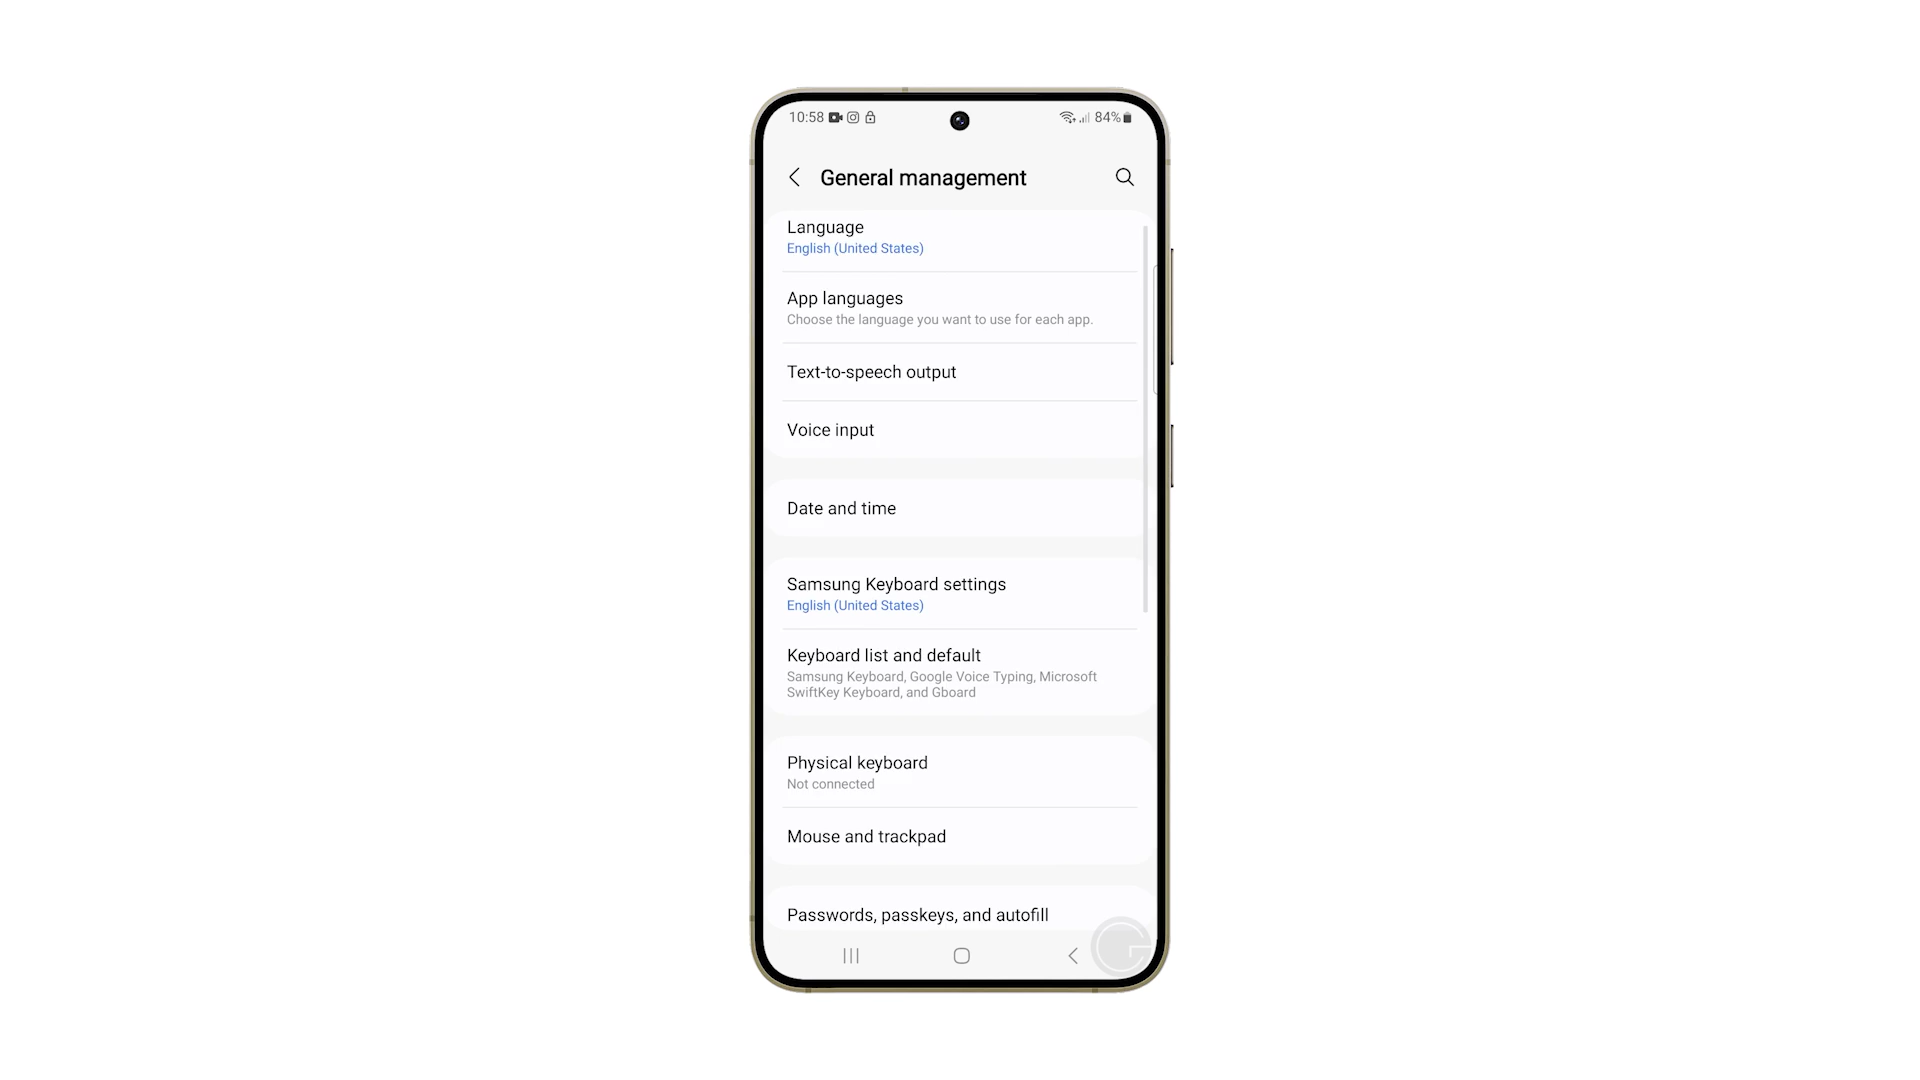 10:58 84%
General management
Language
English (United States)
App languages
Choose the language you want to use for each app.
Text-to-speech output
Voice input
Date and time
Samsung Keyboard settings
English (United States)
Keyboard list and default
Samsung Keyboard, Google Voice Typing, Microsoft
SwiftKey Keyboard, and Gboard
Physical keyboard
Not connected
Mouse and trackpad
Passwords, passkeys, and autofill